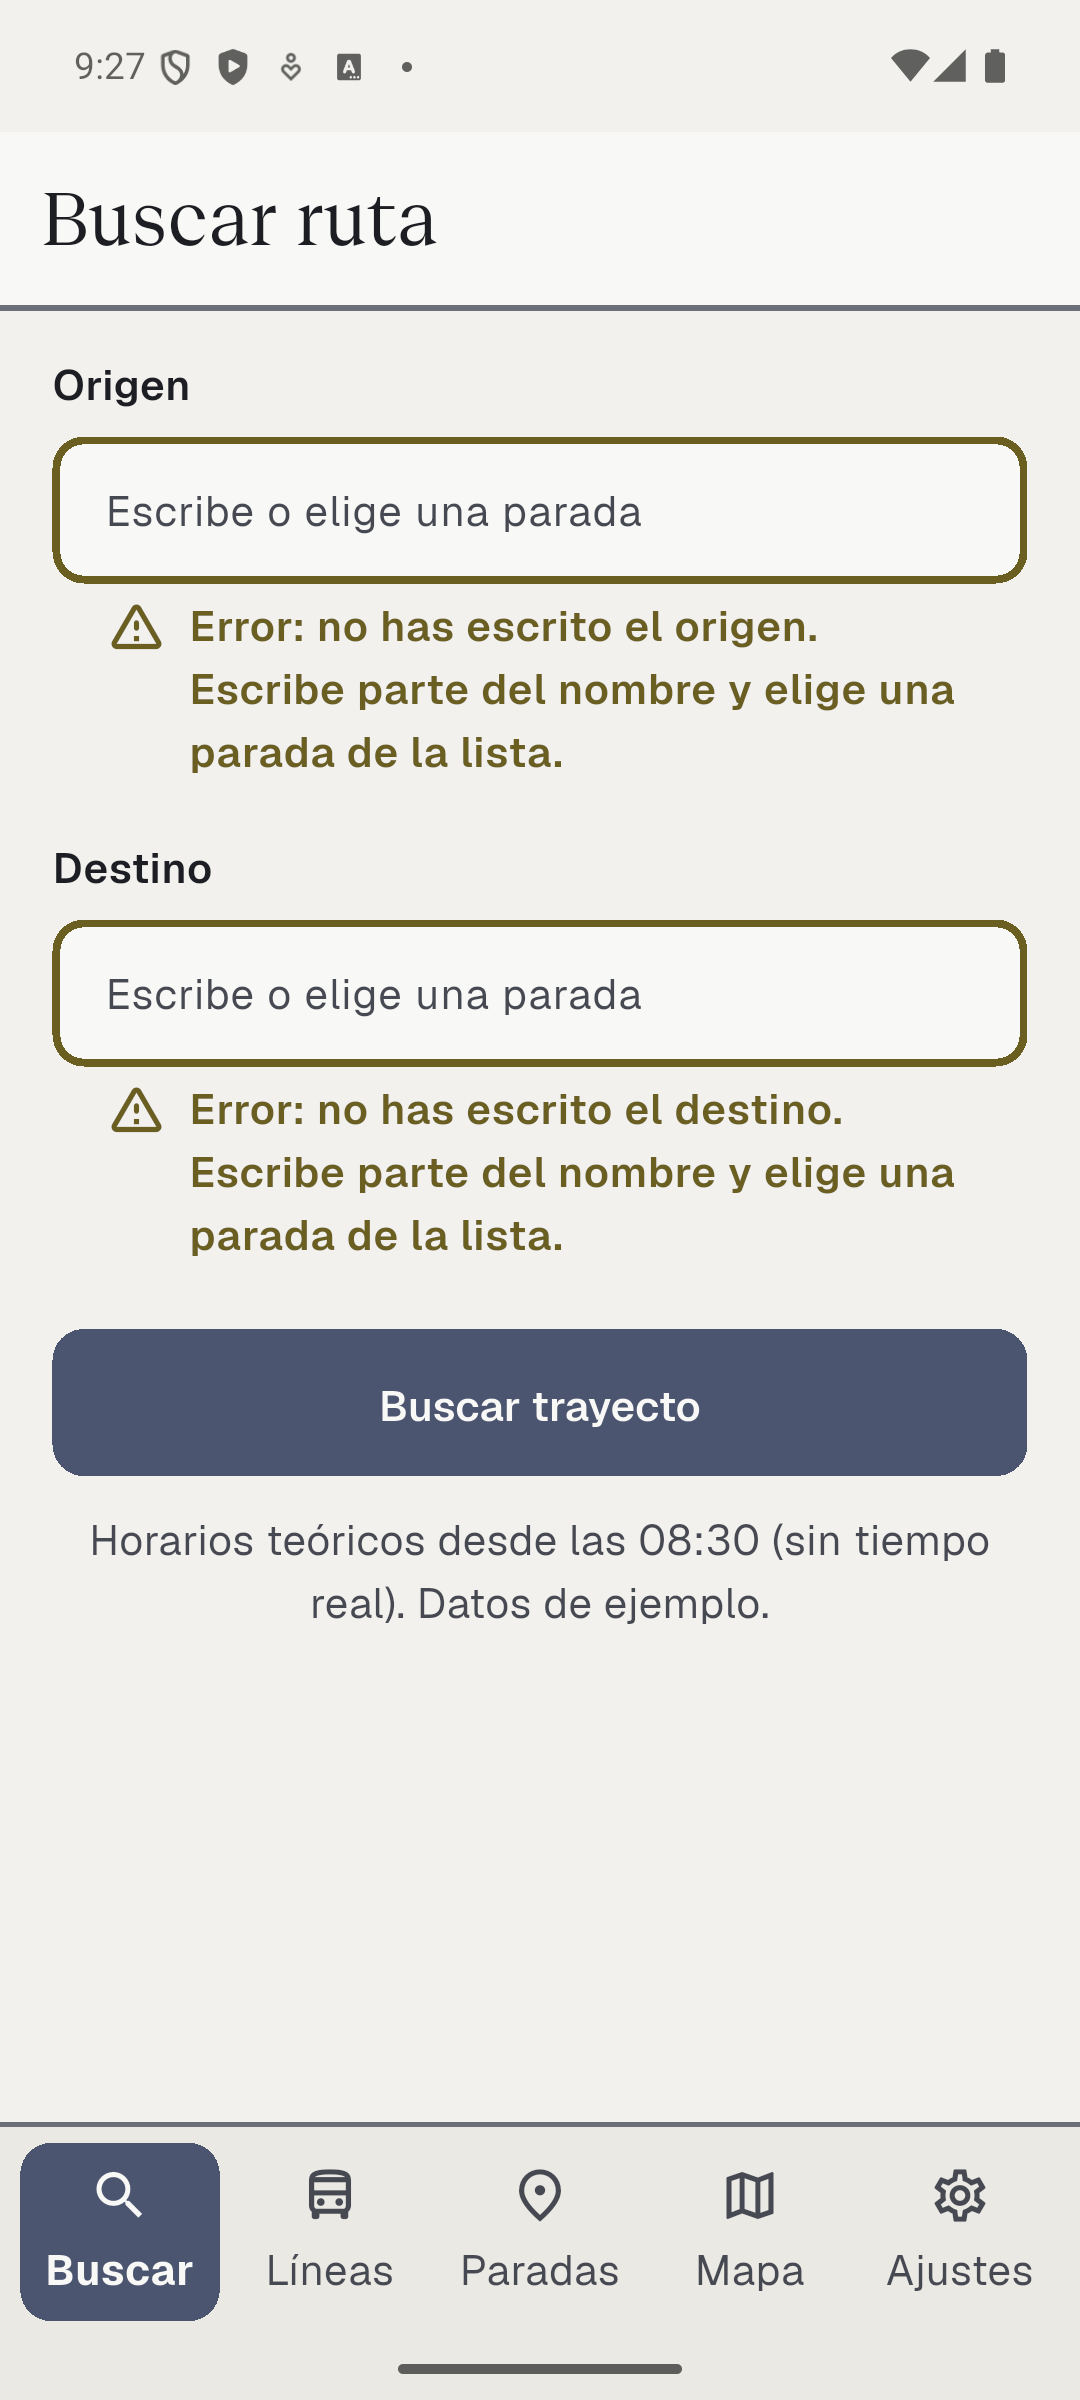 9:27
Buscar ruta
Origen
Escribe o elige una parada
Error: no has escrito el origen.
Escribe parte del nombre y elige una
parada de la lista.
Destino
Escribe o elige una parada
Error: no has escrito el destino.
Escribe parte del nombre y elige una
parada de la lista.
Buscar trayecto
Horarios teóricos desde las 08:30 (sin tiempo
real). Datos de ejemplo.
Buscar Líneas Paradas Mapa Ajustes